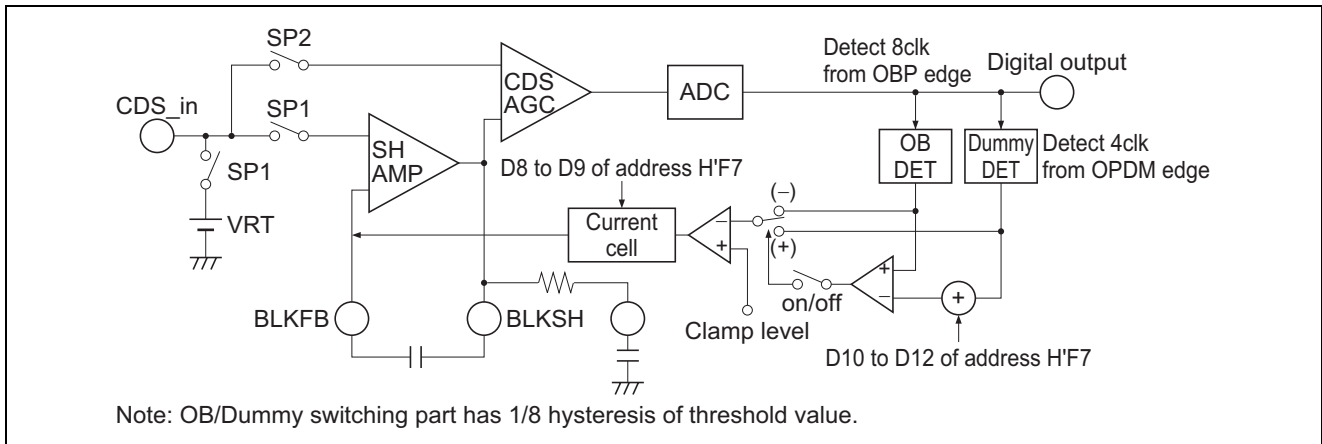 SP2
CDS_in
SP1
SP1
VRT
SH
AMP
CDS
AGC
ADC
Detect 8clk
from OBP edge
Digital output
OB
DET
Dummy
DET
Detect 4clk
from OPDM edge
D8 to D9 of address H'F7
Current
cell
−
+
(−)
(+)
on/off
+
−
+
Clamp level
D10 to D12 of address H'F7
BLKFB
BLKSH
Note: OB/Dummy switching part has 1/8 hysteresis of threshold value.